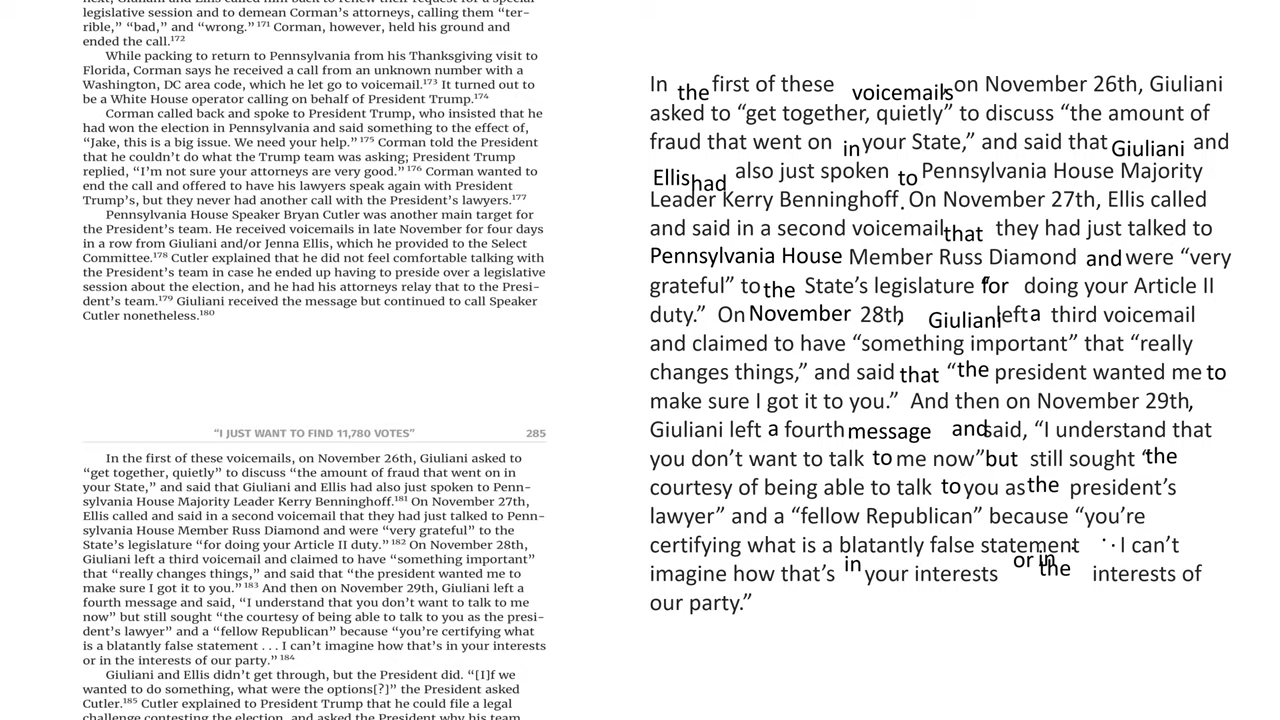 next, Giuliani and Ellis called him back to renew their request for a special
legislative session and to demean Corman’s attorneys, calling them “ter-
rible,” “bad,” and “wrong.” 171 Corman, however, held his ground and
ended the call.172
While packing to return to Pennsylvania from his Thanksgiving visit to
Florida, Corman says he received a call from an unknown number with a
Washington, DC area code, which he let go to voicemail.173 It turned out to
be a White House operator calling on behalf of President Trump.174
Corman called back and spoke to President Trump, who insisted that he
had won the election in Pennsylvania and said something to the effect of,
“Jake, this is a big issue. We need your help.” 175 Corman told the President
that he couldn’t do what the Trump team was asking; President Trump
replied, “I’m not sure your attorneys are very good.” 176 Corman wanted to
end the call and offered to have his lawyers speak again with President
Trump’s, but they never had another call with the President’s lawyers.177
Pennsylvania House Speaker Bryan Cutler was another main target for
the President’s team. He received voicemails in late November for four days
in a row from Giuliani and/or Jenna Ellis, which he provided to the Select
Committee.178 Cutler explained that he did not feel comfortable talking with
the President’s team in case he ended up having to preside over a legislative
session about the election, and he had his attorneys relay that to the Presi-
dent’s team.179 Giuliani received the message but continued to call Speaker
Cutler nonetheless.180
“I JUST WANT TO FIND 11,780 VOTES” 285
In the first of these voicemails, on November 26th, Giuliani asked to
“get together, quietly” to discuss “the amount of fraud that went on in
your State,” and said that Giuliani and Ellis had also just spoken to Penn-
sylvania House Majority Leader Kerry Benninghoff.181 On November 27th,
Ellis called and said in a second voicemail that they had just talked to Penn-
sylvania House Member Russ Diamond and were “very grateful” to the
State’s legislature “for doing your Article II duty.” 182 On November 28th,
Giuliani left a third voicemail and claimed to have “something important”
that “really changes things,” and said that “the president wanted me to
make sure I got it to you.” 183 And then on November 29th, Giuliani left a
fourth message and said, “I understand that you don’t want to talk to me
now” but still sought “the courtesy of being able to talk to you as the presi-
dent’s lawyer” and a “fellow Republican” because “you’re certifying what
is a blatantly false statement . . . I can’t imagine how that’s in your interests
or in the interests of our party.” 184
Giuliani and Ellis didn’t get through, but the President did. “[I]f we
wanted to do something, what were the options[?]” the President asked
Cutler.185 Cutler explained to President Trump that he could file a legal
challenge contesting the election, and asked the President why his team
In the first of these voicemails on November 26th, Giuliani
asked to “get together, quietly” to discuss “the amount of
fraud that went on in your State,” and said that Giuliani and
Ellis had also just spoken to Pennsylvania House Majority
Leader Kerry Benninghoff. On November 27th, Ellis called
and said in a second voicemail that they had just talked to
Pennsylvania House Member Russ Diamond and were “very
grateful” to the State’s legislature for doing your Article II
duty.” On November 28th, Giuliani left a third voicemail
and claimed to have “something important” that “really
changes things,” and said that “the president wanted me to
make sure I got it to you.” And then on November 29th,
Giuliani left a fourth message and said, “I understand that
you don’t want to talk to me now” but still sought “the
courtesy of being able to talk to you as the president’s
lawyer” and a “fellow Republican” because “you’re
certifying what is a blatantly false statement . . . I can’t
imagine how that’s in your interests or in the interests of
our party.”